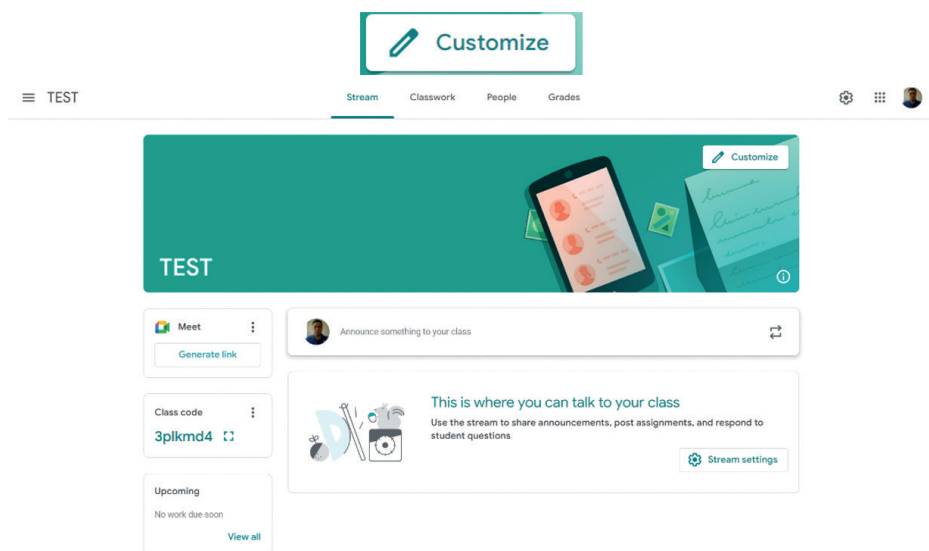 Customize
TEST
Stream Classwork People Grades
Customize
TEST
Meet
Generate link
Announce something to your class
Class code
3plkmd4
This is where you can talk to your class
Use the stream to share announcements, post assignments, and respond to
student questions
Stream settings
Upcoming
No work due soon
View all